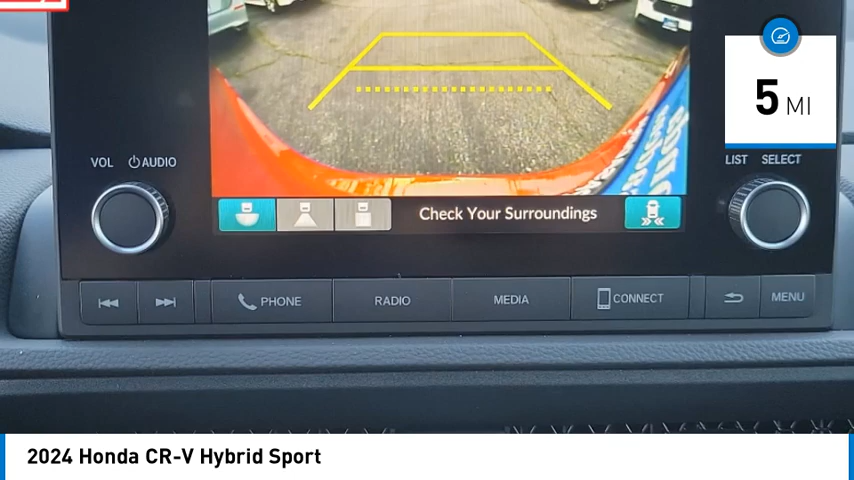 5 MI
VOL AUDIO
LIST SELECT
Check Your Surroundings
PHONE
RADIO
MEDIA
CONNECT
MENU
2024 Honda CR-V Hybrid Sport